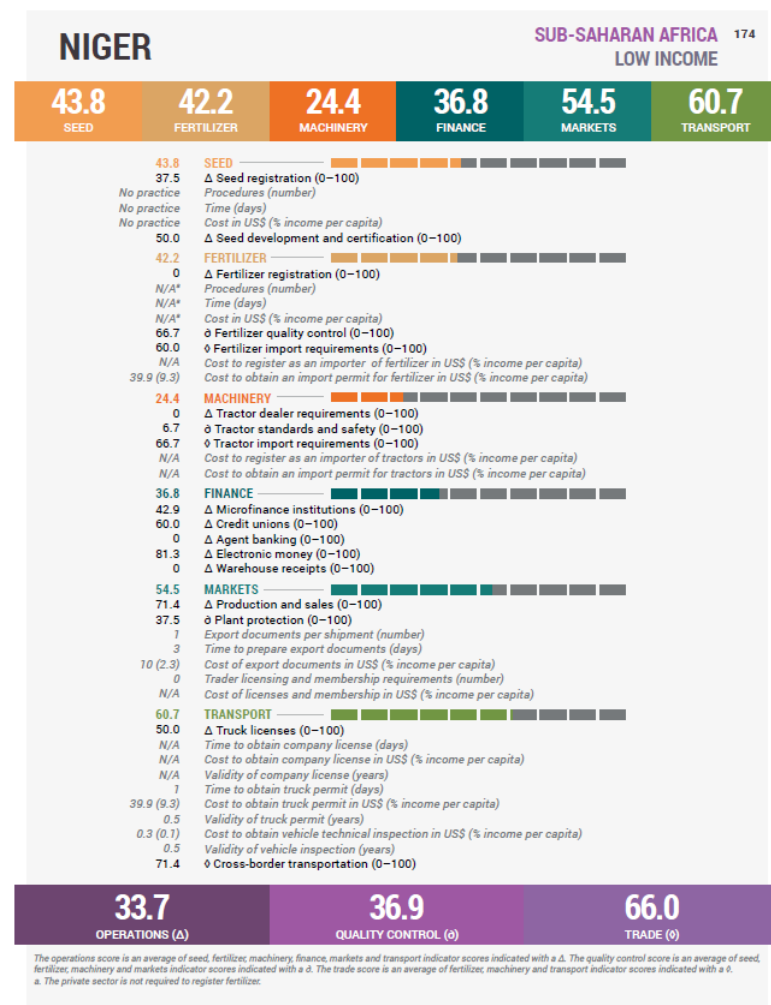 NIGER
SUB-SAHARAN AFRICA 174
LOW INCOME
43.8 42.2 24.4 36.8 54.5 60.7
SEED FERTILIZER MACHINERY FINANCE MARKETS TRANSPORT
43.8 SEED
37.5 Δ Seed registration (0–100)
No practice Procedures (number)
No practice Time (days)
No practice Cost in US$ (% income per capita)
50.0 Δ Seed development and certification (0–100)
42.2 FERTILIZER
0 Δ Fertilizer registration (0–100)
N/Aª Procedures (number)
N/Aª Time (days)
N/Aª Cost in US$ (% income per capita)
66.7 ∂ Fertilizer quality control (0–100)
60.0 ◊ Fertilizer import requirements (0–100)
N/A Cost to register as an importer of fertilizer in US$ (% income per capita)
39.9 (9.3) Cost to obtain an import permit for fertilizer in US$ (% income per capita)
24.4 MACHINERY
0 Δ Tractor dealer requirements (0–100)
6.7 ∂ Tractor standards and safety (0–100)
66.7 ◊ Tractor import requirements (0–100)
N/A Cost to register as an importer of tractors in US$ (% income per capita)
N/A Cost to obtain an import permit for tractors in US$ (% income per capita)
36.8 FINANCE
42.9 Δ Microfinance institutions (0–100)
60.0 Δ Credit unions (0–100)
0 Δ Agent banking (0–100)
81.3 Δ Electronic money (0–100)
0 Δ Warehouse receipts (0–100)
54.5 MARKETS
71.4 Δ Production and sales (0–100)
37.5 ∂ Plant protection (0–100)
1 Export documents per shipment (number)
3 Time to prepare export documents (days)
10 (2.3) Cost of export documents in US$ (% income per capita)
0 Trader licensing and membership requirements (number)
N/A Cost of licenses and membership in US$ (% income per capita)
60.7 TRANSPORT
50.0 Δ Truck licenses (0–100)
N/A Time to obtain company license (days)
N/A Cost to obtain company license in US$ (% income per capita)
N/A Validity of company license (years)
1 Time to obtain truck permit (days)
39.9 (9.3) Cost to obtain truck permit in US$ (% income per capita)
0.5 Validity of truck permit (years)
0.3 (0.1) Cost to obtain vehicle technical inspection in US$ (% income per capita)
0.5 Validity of vehicle inspection (years)
71.4 ◊ Cross-border transportation (0–100)
33.7 36.9 66.0
OPERATIONS (Δ) QUALITY CONTROL (∂) TRADE (◊)
The operations score is an average of seed, fertilizer, machinery, finance, markets and transport indicator scores indicated with a Δ. The quality control score is an average of seed,
fertilizer, machinery and markets indicator scores indicated with a ∂. The trade score is an average of fertilizer, machinery and transport indicator scores indicated with a ◊.
a. The private sector is not required to register fertilizer.